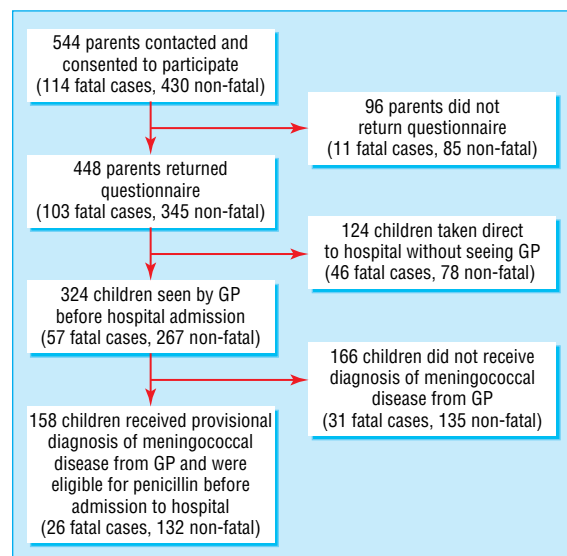 544 parents contacted and
consented to participate
(114 fatal cases, 430 non-fatal)
96 parents did not
return questionnaire
(11 fatal cases, 85 non-fatal)
448 parents returned
questionnaire
(103 fatal cases, 345 non-fatal)
124 children taken direct
to hospital without seeing GP
(46 fatal cases, 78 non-fatal)
324 children seen by GP
before hospital admission
(57 fatal cases, 267 non-fatal)
166 children did not receive
diagnosis of meningococcal
disease from GP
(31 fatal cases, 135 non-fatal)
158 children received provisional
diagnosis of meningococcal
disease from GP and were
eligible for penicillin before
admission to hospital
(26 fatal cases, 132 non-fatal)